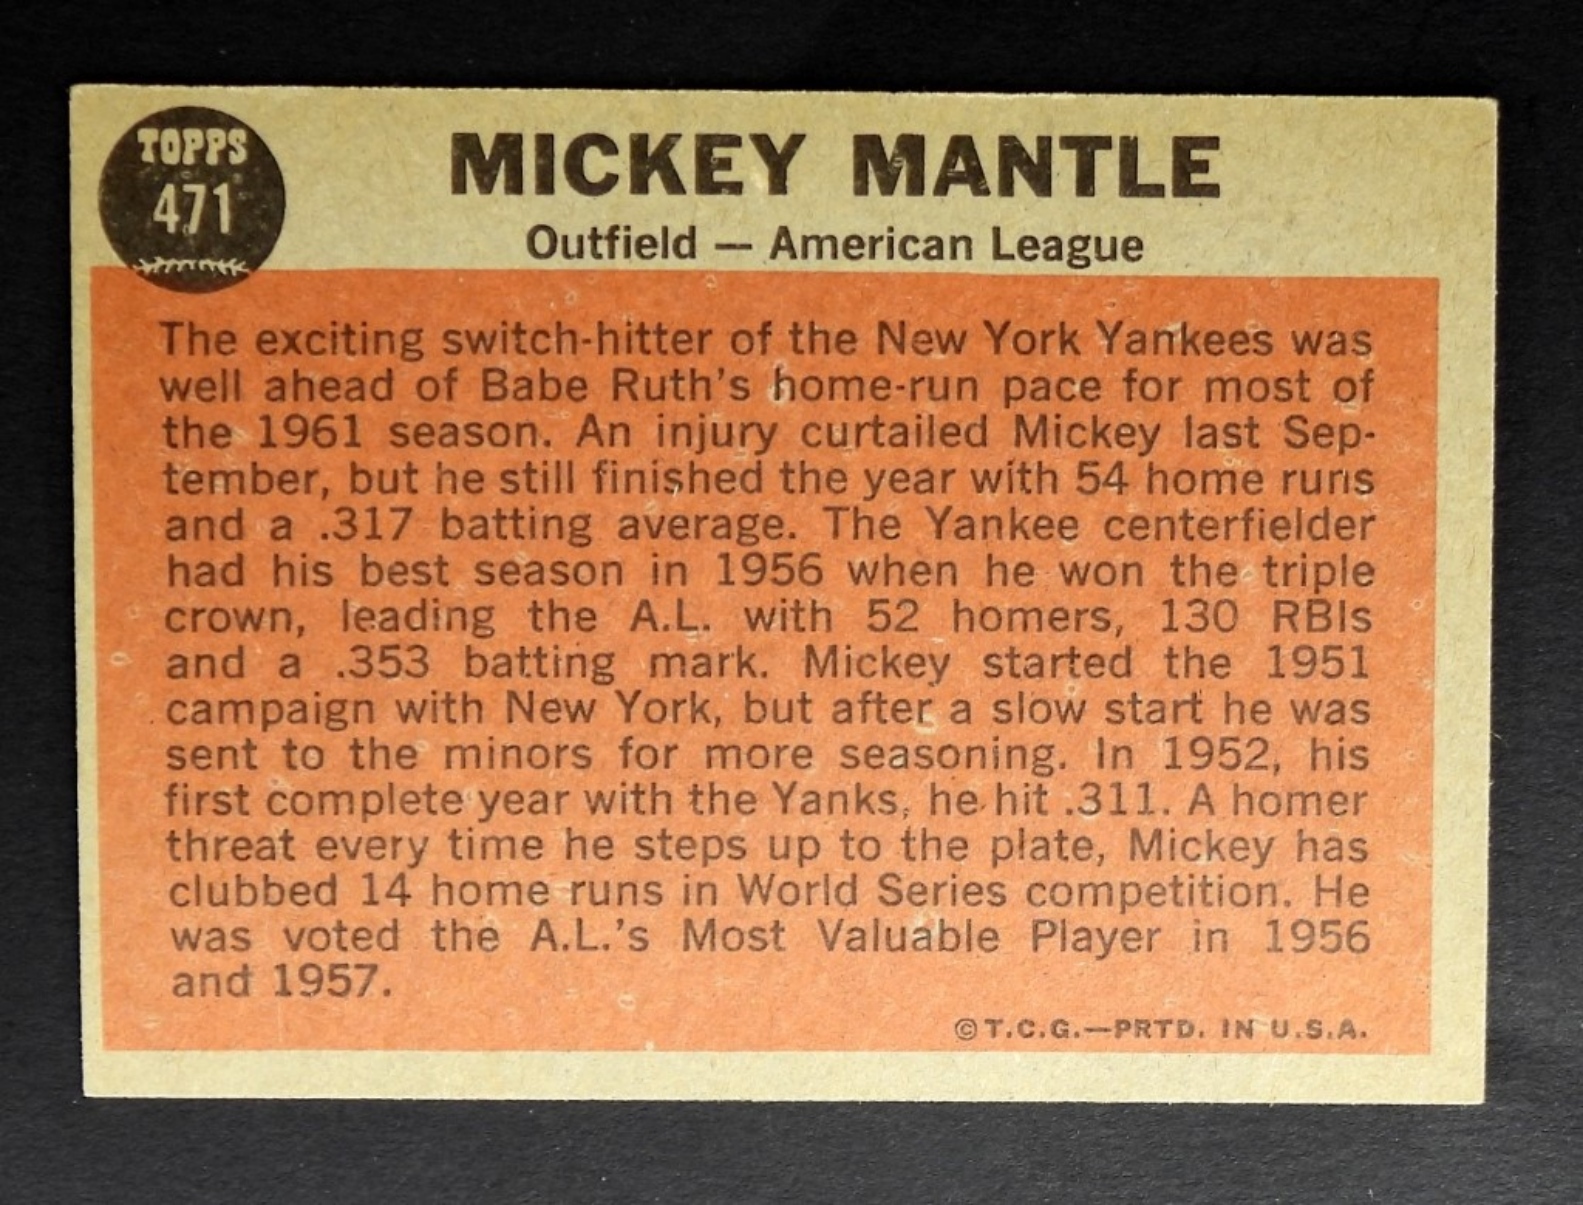 TOPPS
471
MICKEY MANTLE
Outfield — American League
The exciting switch-hitter of the New York Yankees was
well ahead of Babe Ruth's home-run pace for most of
the 1961 season. An injury curtailed Mickey last Sep-
tember, but he still finished the year with 54 home runs
and a .317 batting average. The Yankee centerfielder
had his best season in 1956 when he won the triple
crown, leading the A.L. with 52 homers, 130 RBIs
and a .353 batting mark. Mickey started the 1951
campaign with New York, but after a slow start he was
sent to the minors for more seasoning. In 1952, his
first complete year with the Yanks, he hit .311. A homer
threat every time he steps up to the plate, Mickey has
clubbed 14 home runs in World Series competition. He
was voted the A.L.'s Most Valuable Player in 1956
and 1957.
©T.C.G.—PRTD. IN U.S.A.